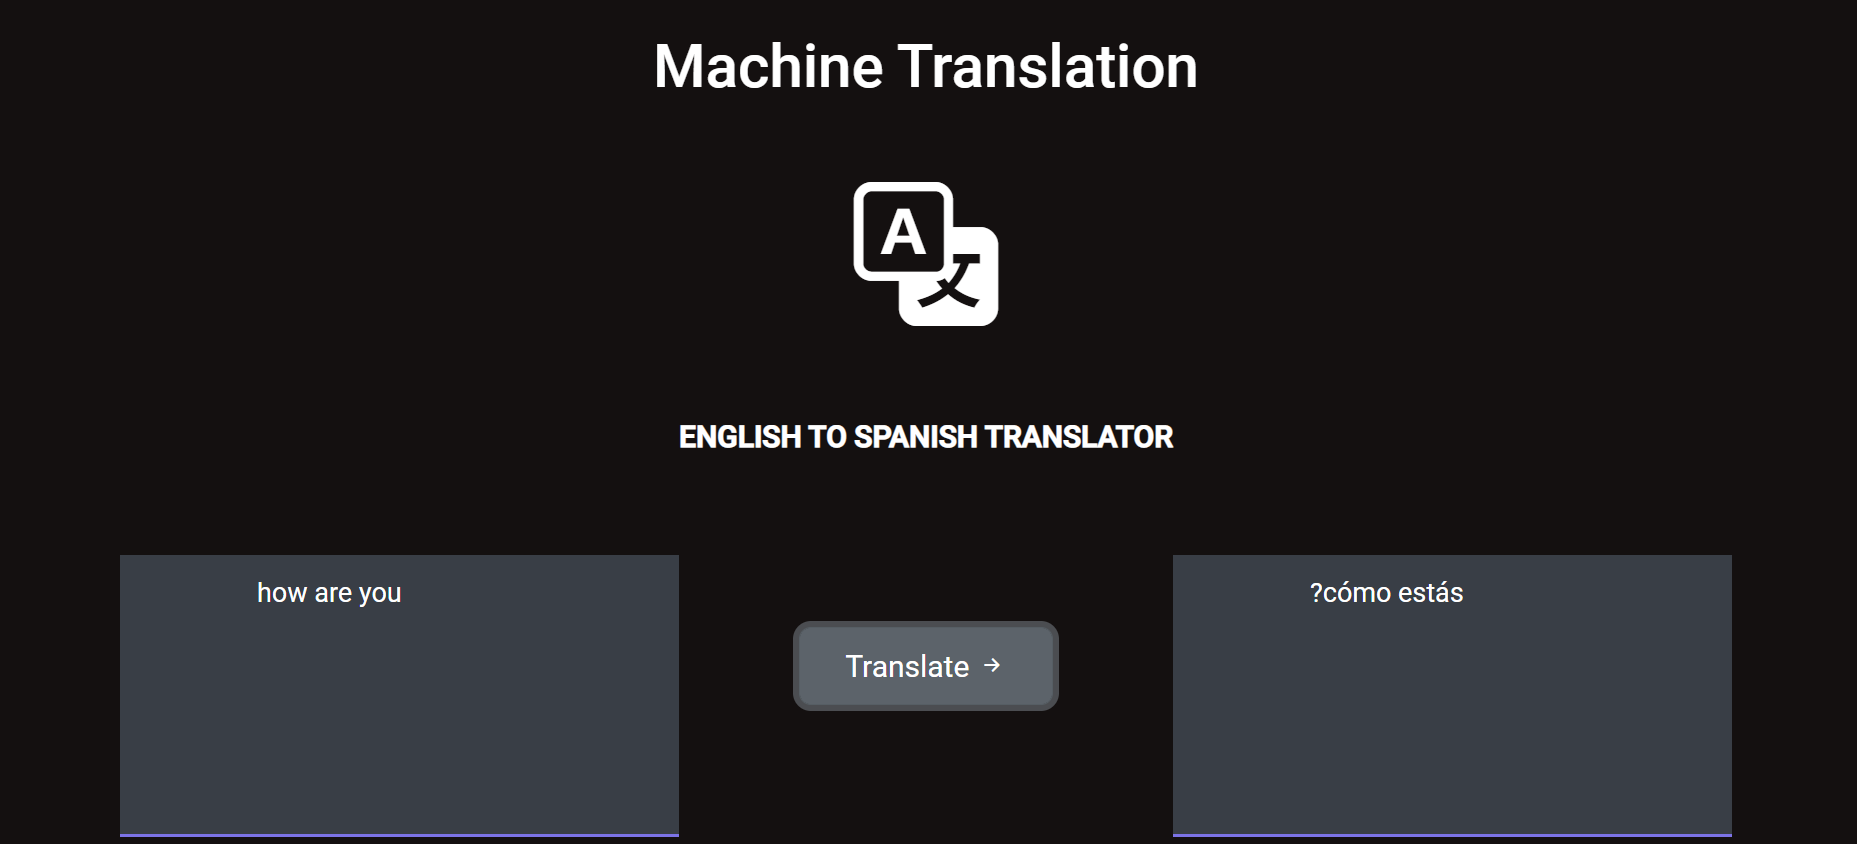 Machine Translation
A
文
ENGLISH TO SPANISH TRANSLATOR
how are you
Translate →
?cómo estás